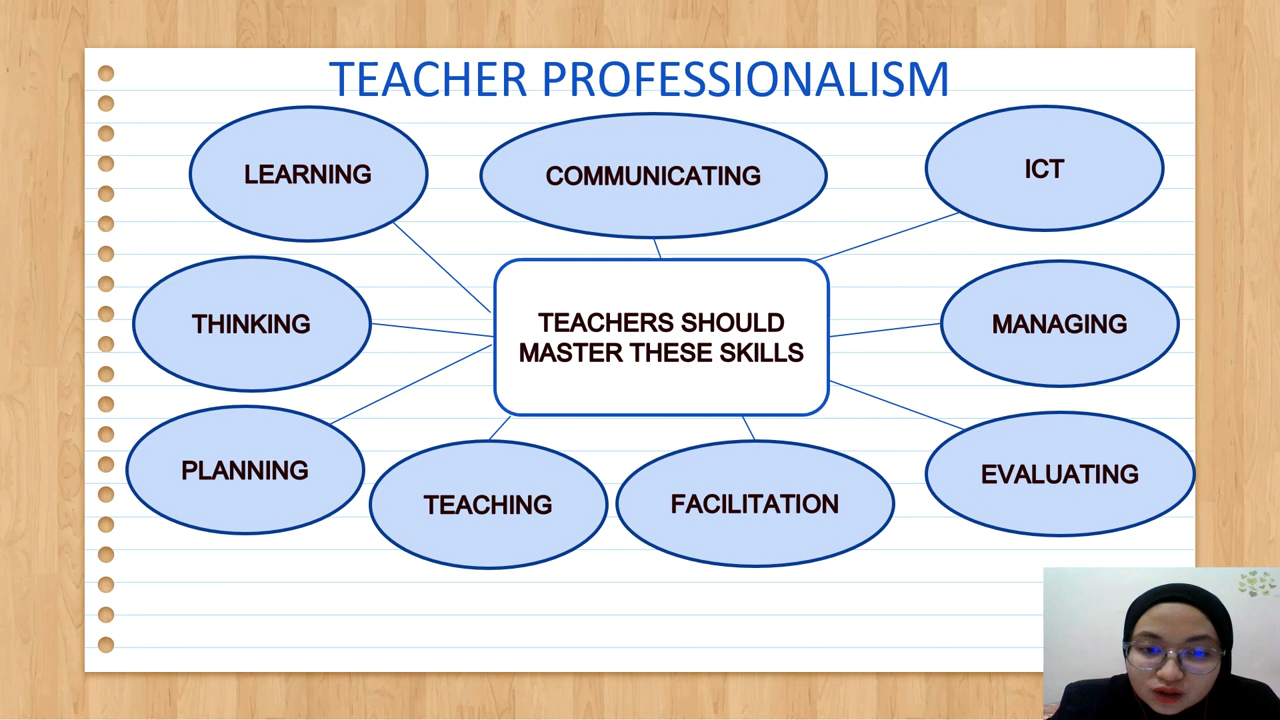 TEACHER PROFESSIONALISM
LEARNING
COMMUNICATING
ICT
THINKING
TEACHERS SHOULD
MASTER THESE SKILLS
MANAGING
PLANNING
TEACHING
FACILITATION
EVALUATING